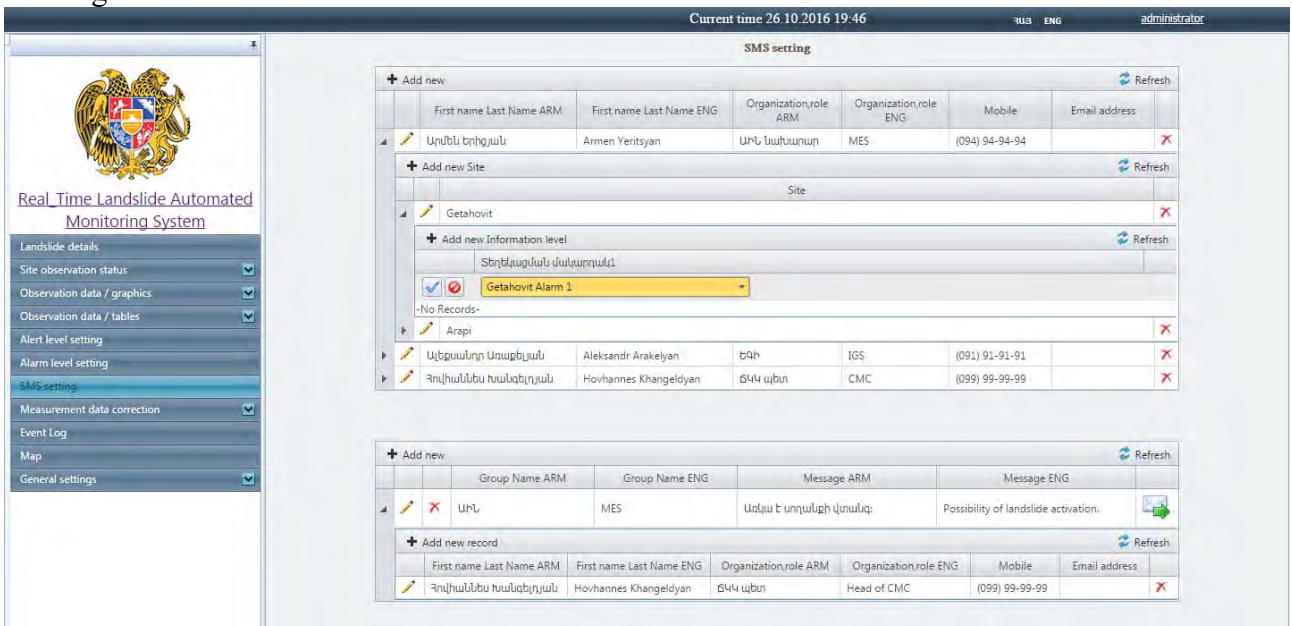 Current time 26.10.2016 19:46 ՀԱՅ ENG administrator
SMS setting
Real_Time Landslide Automated
Monitoring System
Landslide details
Site observation status
Observation data / graphics
Observation data / tables
Alert level setting
Alarm level setting
SMS setting
Measurement data correction
Event Log
Map
General settings
Add new Refresh
First name Last Name ARM First name Last Name ENG Organization,role ARM Organization,role ENG Mobile Email address
Արմեն Երիցյան Armen Yeritsyan ԱԻՆ նախարար MES (094) 94-94-94
Add new Site Refresh
Site
Getahovit
Add new Information level Refresh
Տեղեկացման մակարդակ1
Getahovit Alarm 1
-No Records-
Arapi
Ալեքսանդր Առաքելյան Aleksandr Arakelyan ԵԳԻ IGS (091) 91-91-91
Հովհաննես Խանգելդյան Hovhannes Khangeldyan ՃԿԿ պետ CMC (099) 99-99-99
Add new Refresh
Group Name ARM Group Name ENG Message ARM Message ENG
ԱԻՆ MES Առկա է սողանքի վտանգ: Possibility of landslide activation.
Add new record Refresh
First name Last Name ARM First name Last Name ENG Organization,role ARM Organization,role ENG Mobile Email address
Հովհաննես Խանգելդյան Hovhannes Khangeldyan ՃԿԿ պետ Head of CMC (099) 99-99-99